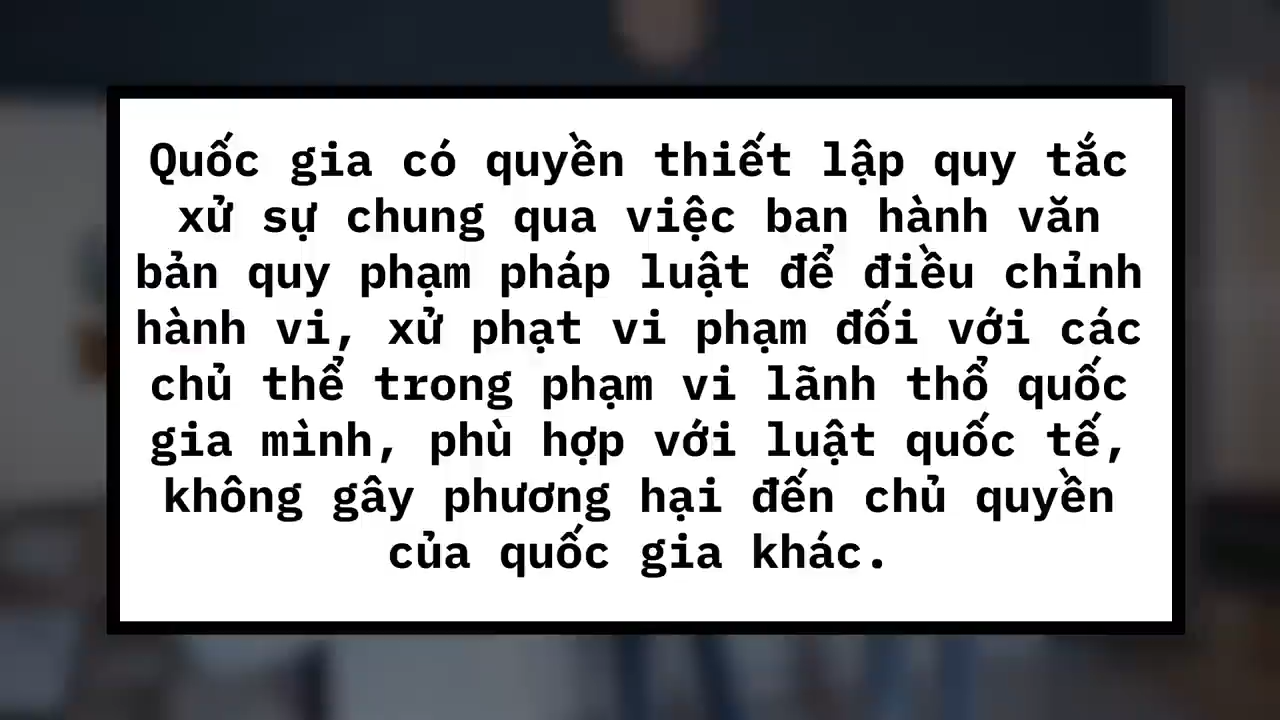 Quốc gia có quyền thiết lập quy tắc
xử sự chung qua việc ban hành văn
bản quy phạm pháp luật để điều chỉnh
hành vi, xử phạt vi phạm đối với các
chủ thể trong phạm vi lãnh thổ quốc
gia mình, phù hợp với luật quốc tế,
không gây phương hại đến chủ quyền
của quốc gia khác.